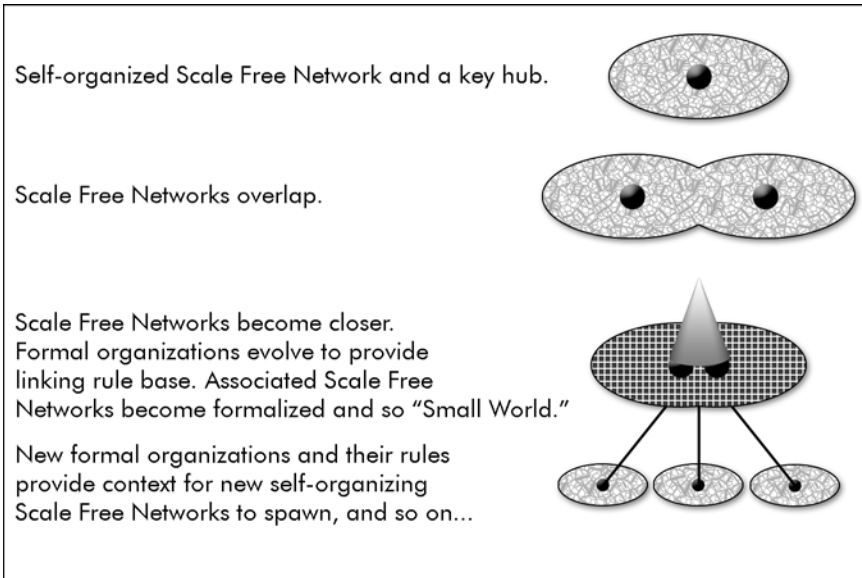 Self-organized Scale Free Network and a key hub.
Scale Free Networks overlap.
Scale Free Networks become closer.
Formal organizations evolve to provide
linking rule base. Associated Scale Free
Networks become formalized and so “Small World.”
New formal organizations and their rules
provide context for new self-organizing
Scale Free Networks to spawn, and so on...